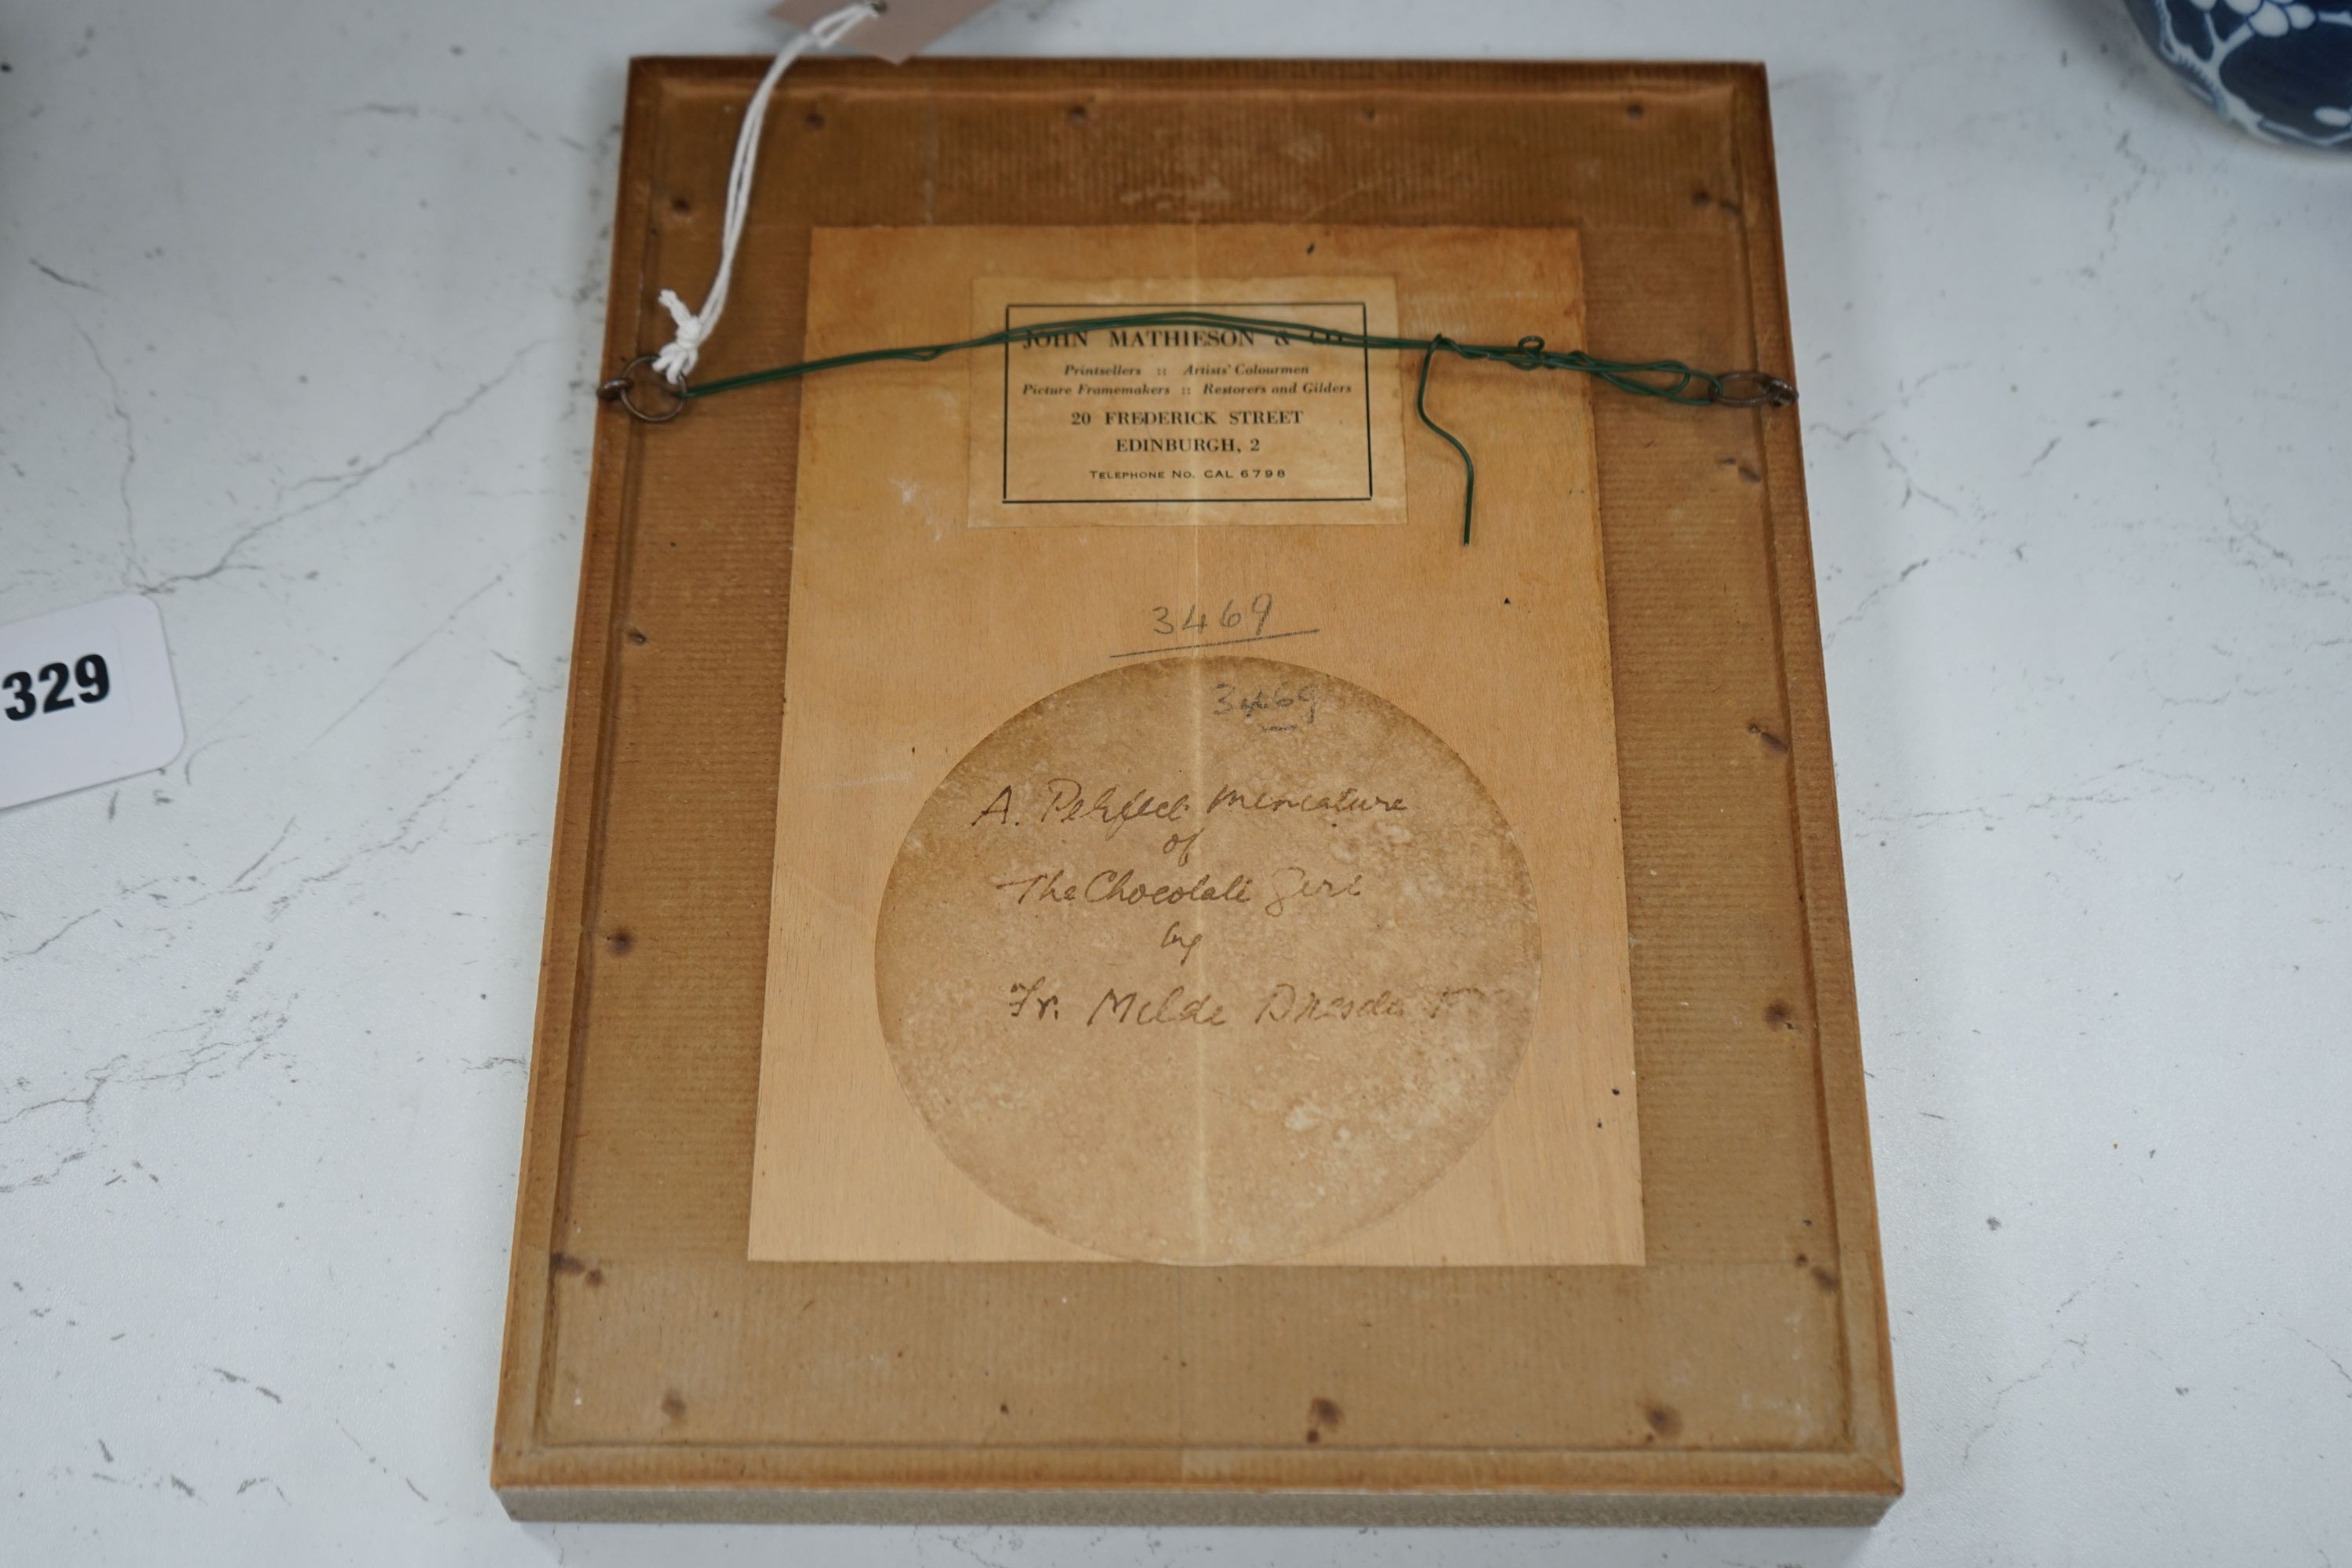 JOHN MATHIESON & CO.
Printsellers :: Artists' Colourmen
Picture Framemakers :: Restorers and Gilders
20 FREDERICK STREET
EDINBURGH, 2
TELEPHONE No. CAL 6798
3469
3469
329
A. Perfect Miniature
of
The Chocolate Girl
by
Fr. Milde Dresde